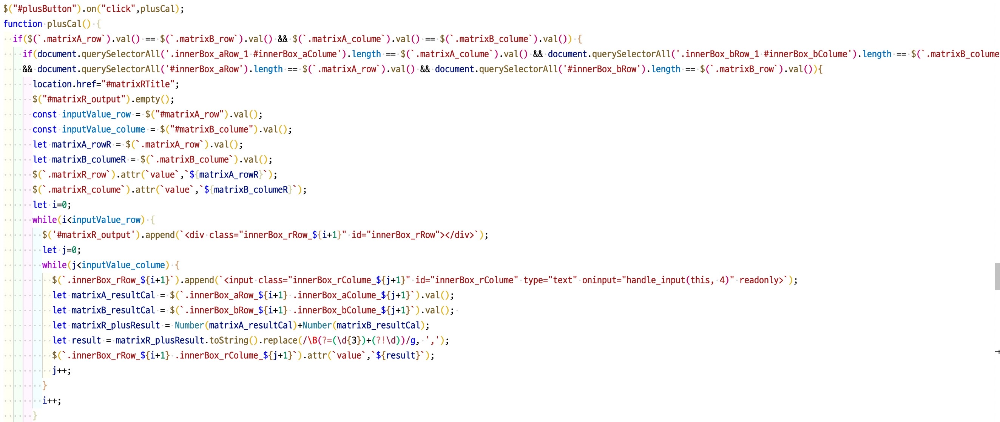 $("#plusButton").on("click",plusCal);
function plusCal() {
if($(`.matrixA_row`).val() == $(`.matrixB_row`).val() && $(`.matrixA_colume`).val() == $(`.matrixB_colume`).val()) {
if(document.querySelectorAll('.innerBox_aRow_1 #innerBox_aColume').length == $(`.matrixA_colume`).val() && document.querySelectorAll('.innerBox_bRow_1 #innerBox_bColume').length == $(`.matrixB_colume
&& document.querySelectorAll('#innerBox_aRow').length == $(`.matrixA_row`).val() && document.querySelectorAll('#innerBox_bRow').length == $(`.matrixB_row`).val()){
location.href="#matrixRTitle";
$("#matrixR_output").empty();
const inputValue_row = $("#matrixA_row").val();
const inputValue_colume = $("#matrixB_colume").val();
let matrixA_rowR = $(`.matrixA_row`).val();
let matrixB_columeR = $(`.matrixB_colume`).val();
$(`.matrixR_row`).attr(`value`,`${matrixA_rowR}`);
$(`.matrixR_colume`).attr(`value`,`${matrixB_columeR}`);
let i=0;
while(i<inputValue_row) {
$('#matrixR_output').append(`<div class="innerBox_rRow_${i+1}" id="innerBox_rRow"></div>`);
let j=0;
while(j<inputValue_colume) {
$(`.innerBox_rRow_${i+1}`).append(`<input class="innerBox_rColume_${j+1}" id="innerBox_rColume" type="text" oninput="handle_input(this, 4)" readonly>`);
let matrixA_resultCal = $(`.innerBox_aRow_${i+1} .innerBox_aColume_${j+1}`).val();
let matrixB_resultCal = $(`.innerBox_bRow_${i+1} .innerBox_bColume_${j+1}`).val();
let matrixR_plusResult = Number(matrixA_resultCal)+Number(matrixB_resultCal);
let result = matrixR_plusResult.toString().replace(/\B(?=(\d{3})+(?!\d))/g, ',');
$(`.innerBox_rRow_${i+1} .innerBox_rColume_${j+1}`).attr(`value`,`${result}`);
j++;
}
i++;
}